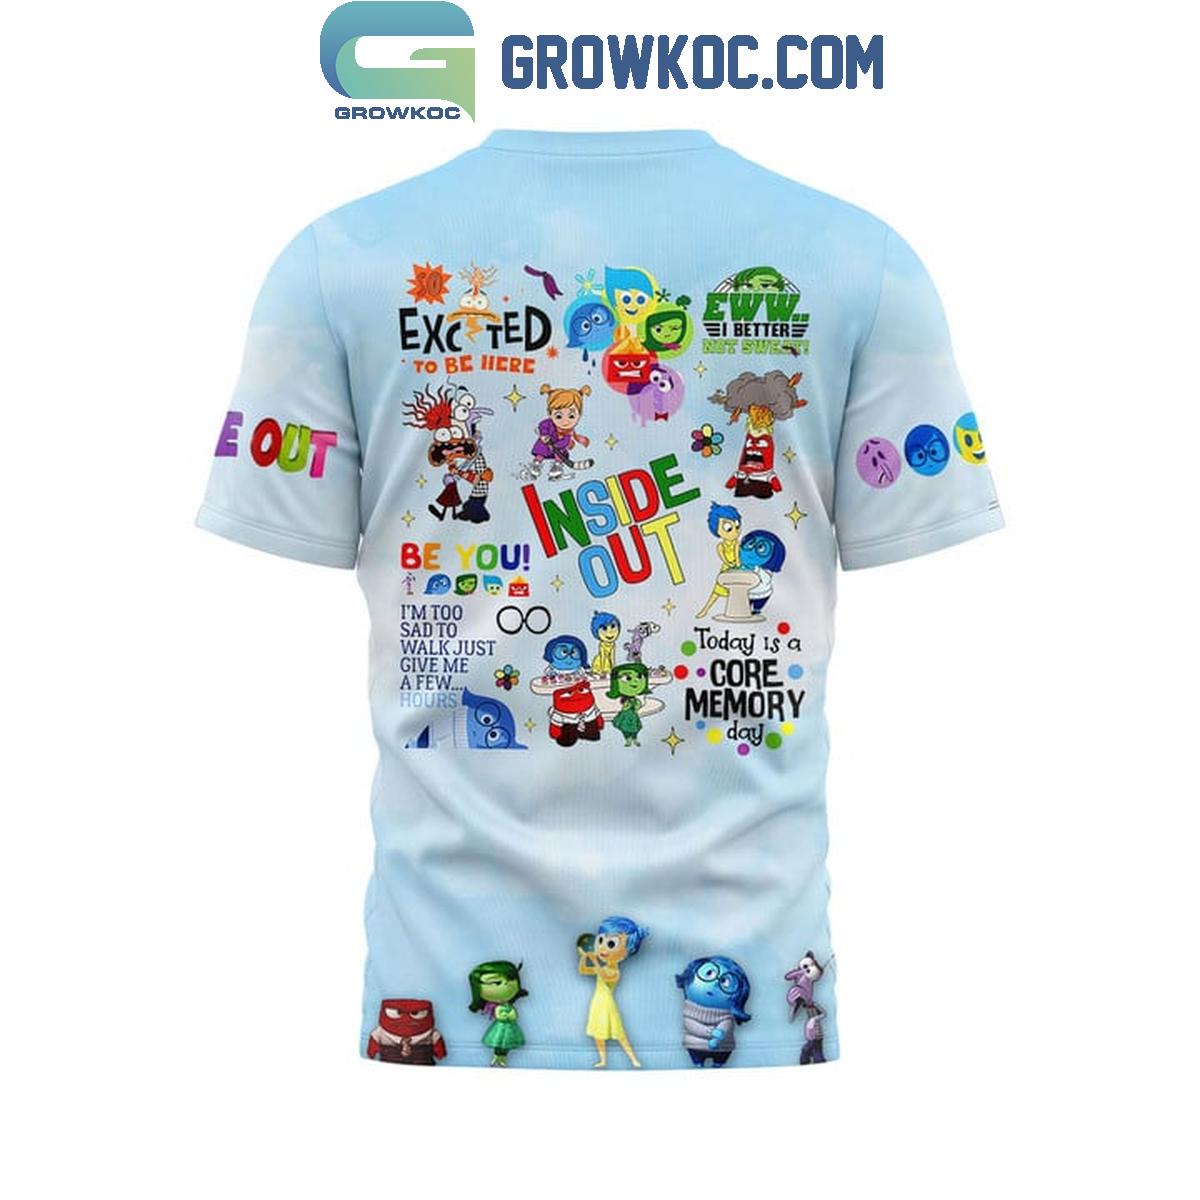 GROWKOC
GROWKOC.COM
SO
EXCITED
TO BE HERE
EWW..
I BETTER
NOT SWEAT!
E OUT
INSIDE
OUT
BE YOU!
I'M TOO
SAD TO
WALK JUST
GIVE ME
A FEW....
HOURS
Today is a
CORE
MEMORY
day